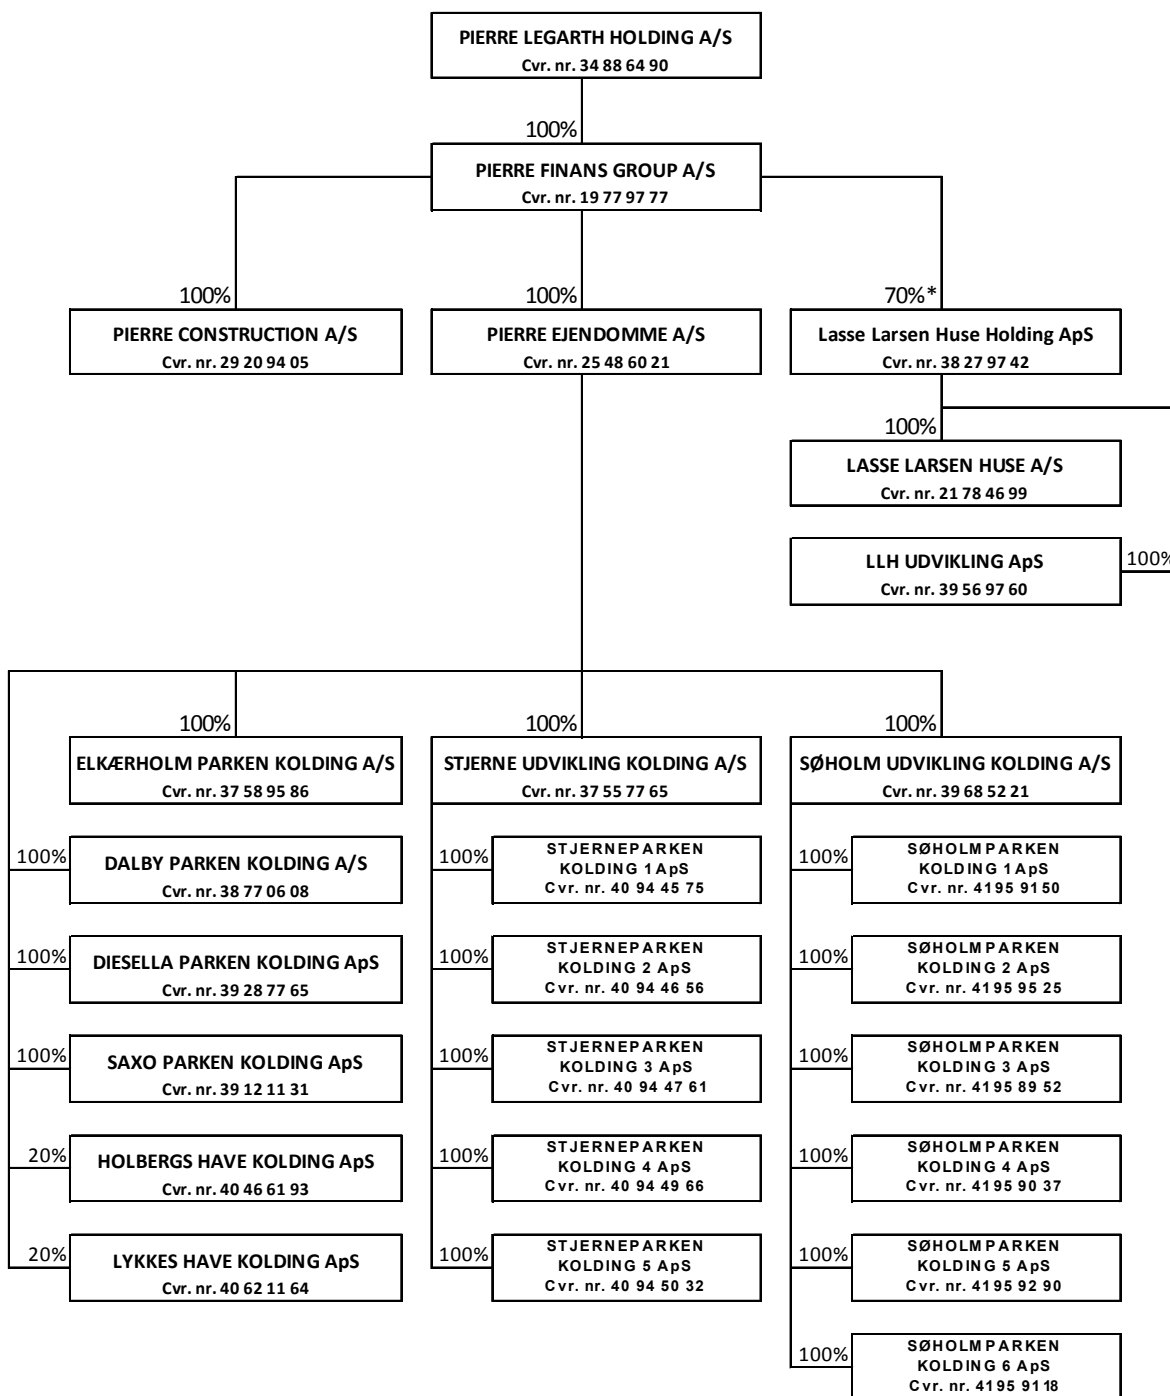 PIERRE LEGARTH HOLDING A/S
Cvr. nr. 34 88 64 90
100%
PIERRE FINANS GROUP A/S
Cvr. nr. 19 77 97 77
100%
100%
70%*
PIERRE CONSTRUCTION A/S
Cvr. nr. 29 20 94 05
PIERRE EJENDOMME A/S
Cvr. nr. 25 48 60 21
Lasse Larsen Huse Holding ApS
Cvr. nr. 38 27 97 42
100%
LASSE LARSEN HUSE A/S
Cvr. nr. 21 78 46 99
LLH UDVIKLING ApS
Cvr. nr. 39 56 97 60
100%
100%
100%
100%
ELKÆRHOLM PARKEN KOLDING A/S
Cvr. nr. 37 58 95 86
STJERNE UDVIKLING KOLDING A/S
Cvr. nr. 37 55 77 65
SØHOLM UDVIKLING KOLDING A/S
Cvr. nr. 39 68 52 21
100%
DALBY PARKEN KOLDING A/S
Cvr. nr. 38 77 06 08
100%
STJERNEPARKEN
KOLDING 1 ApS
Cvr. nr. 40 94 45 75
100%
SØHOLMPARKEN
KOLDING 1 ApS
Cvr. nr. 41 95 91 50
100%
DIESELLA PARKEN KOLDING ApS
Cvr. nr. 39 28 77 65
100%
STJERNEPARKEN
KOLDING 2 ApS
Cvr. nr. 40 94 46 56
100%
SØHOLMPARKEN
KOLDING 2 ApS
Cvr. nr. 41 95 95 25
100%
SAXO PARKEN KOLDING ApS
Cvr. nr. 39 12 11 31
100%
STJERNEPARKEN
KOLDING 3 ApS
Cvr. nr. 40 94 47 61
100%
SØHOLMPARKEN
KOLDING 3 ApS
Cvr. nr. 41 95 89 52
20%
HOLBERGS HAVE KOLDING ApS
Cvr. nr. 40 46 61 93
100%
STJERNEPARKEN
KOLDING 4 ApS
Cvr. nr. 40 94 49 66
100%
SØHOLMPARKEN
KOLDING 4 ApS
Cvr. nr. 41 95 90 37
20%
LYKKES HAVE KOLDING ApS
Cvr. nr. 40 62 11 64
100%
STJERNEPARKEN
KOLDING 5 ApS
Cvr. nr. 40 94 50 32
100%
SØHOLMPARKEN
KOLDING 5 ApS
Cvr. nr. 41 95 92 90
100%
SØHOLMPARKEN
KOLDING 6 ApS
Cvr. nr. 41 95 91 18